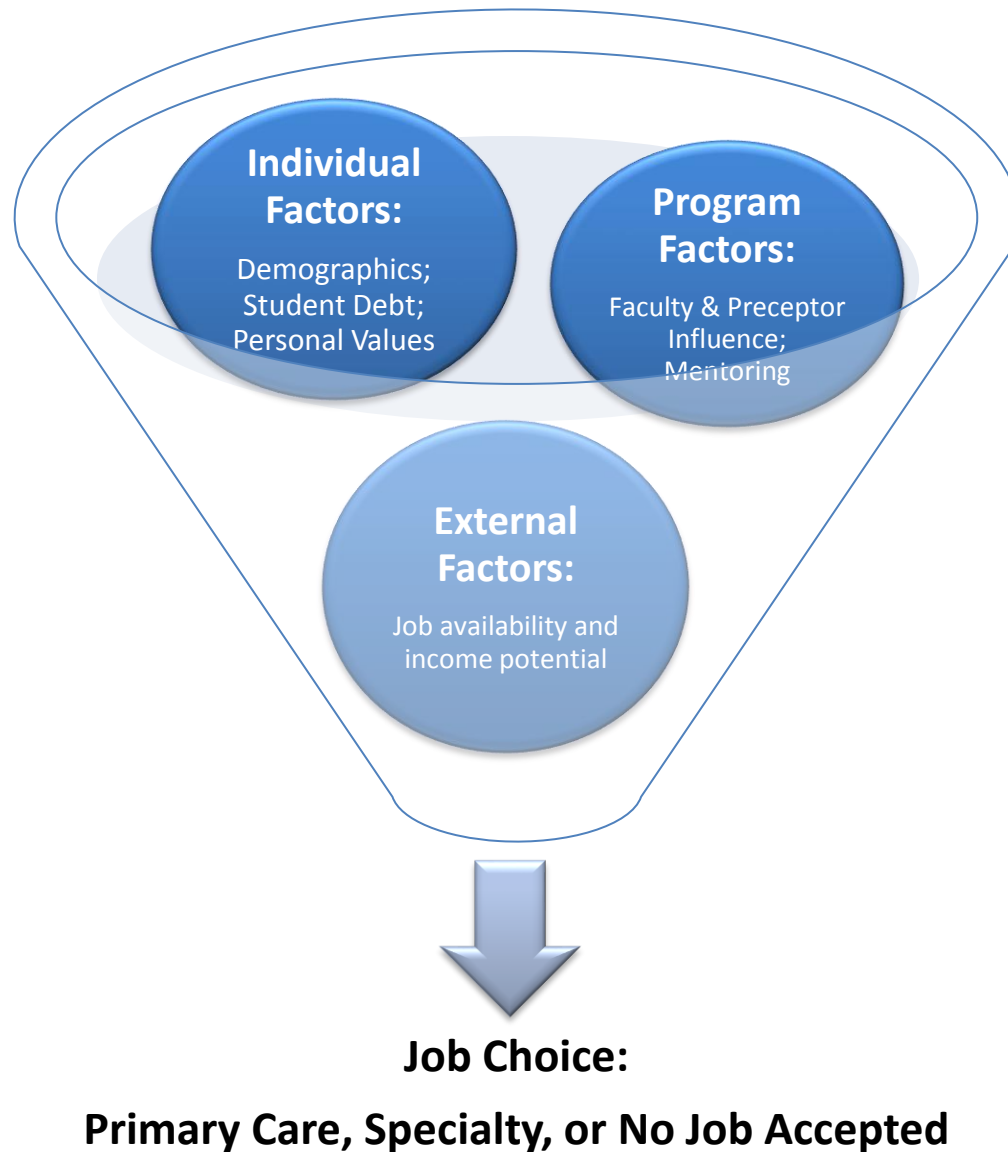 Individual
Factors:
Demographics;
Student Debt;
Personal Values
Program
Factors:
Faculty & Preceptor
Influence;
Mentoring
External
Factors:
Job availability and
income potential
Job Choice:
Primary Care, Specialty, or No Job Accepted